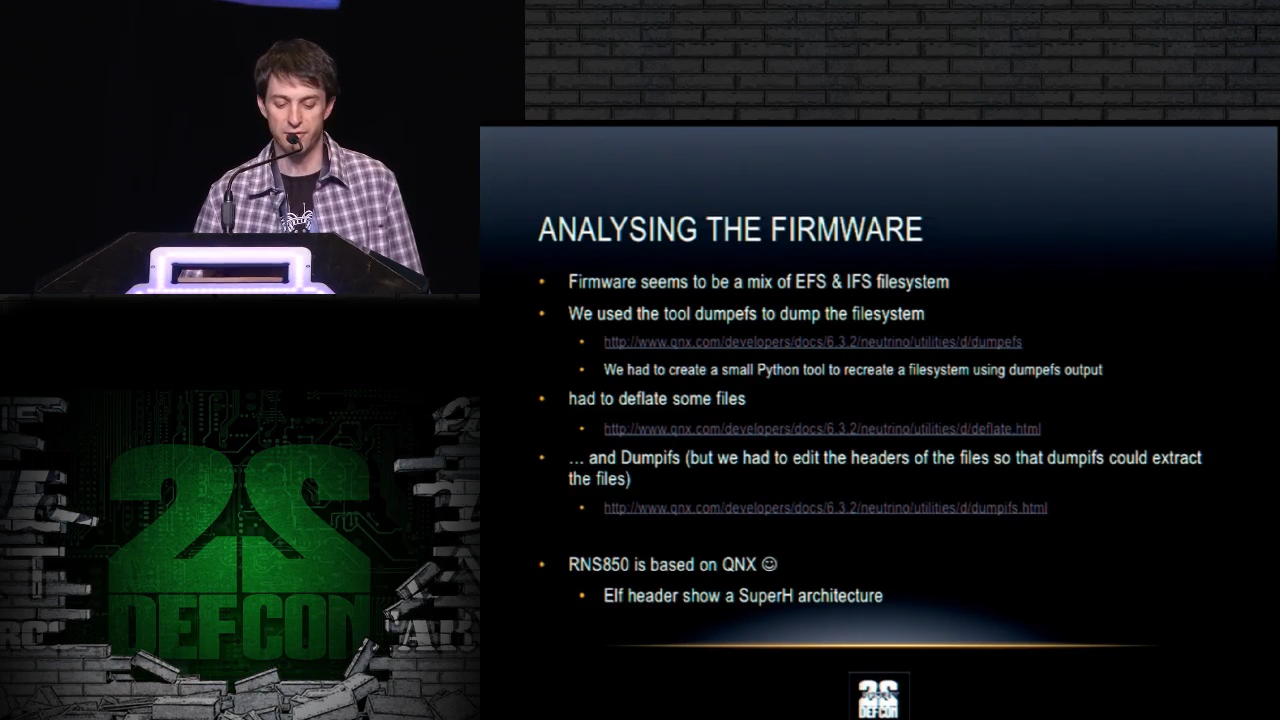 ANALYSING THE FIRMWARE
• Firmware seems to be a mix of EFS & IFS filesystem
• We used the tool dumpefs to dump the filesystem
• http://www.qnx.com/developers/docs/6.3.2/neutrino/utilities/d/dumpefs
• We had to create a small Python tool to recreate a filesystem using dumpefs output
• had to deflate some files
• http://www.qnx.com/developers/docs/6.3.2/neutrino/utilities/d/deflate.html
• … and Dumpifs (but we had to edit the headers of the files so that dumpifs could extract
the files)
• http://www.qnx.com/developers/docs/6.3.2/neutrino/utilities/d/dumpifs.html
• RNS850 is based on QNX ☺
• Elf header show a SuperH architecture
2S
DEFCON
2S
DEFCON